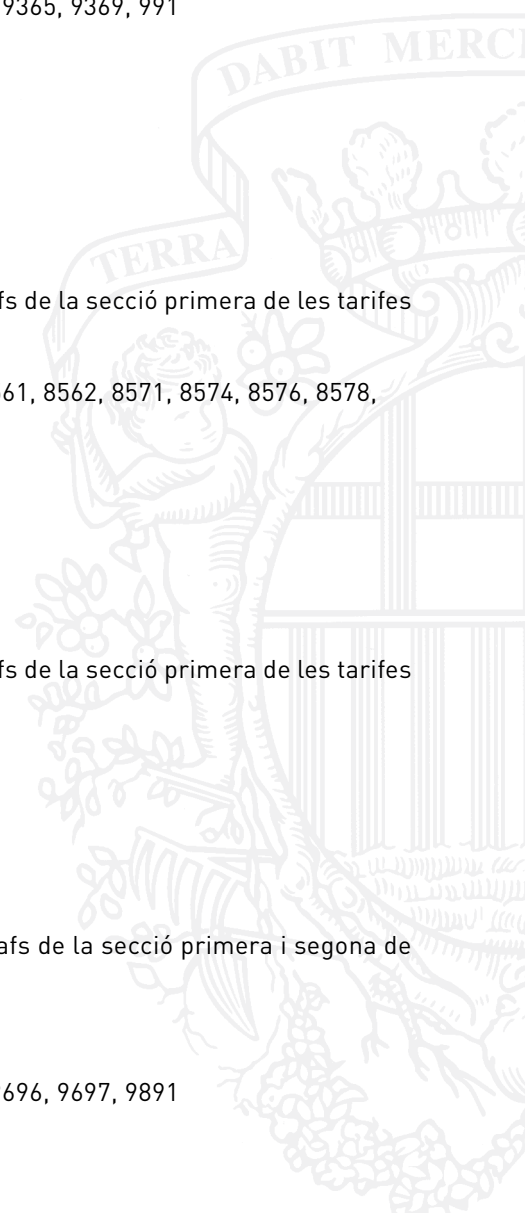 9365, 9369, 991
DABIT MERC
TERRA
fs de la secció primera de les tarifes
61, 8562, 8571, 8574, 8576, 8578,
fs de la secció primera de les tarifes
afs de la secció primera i segona de
9696, 9697, 9891